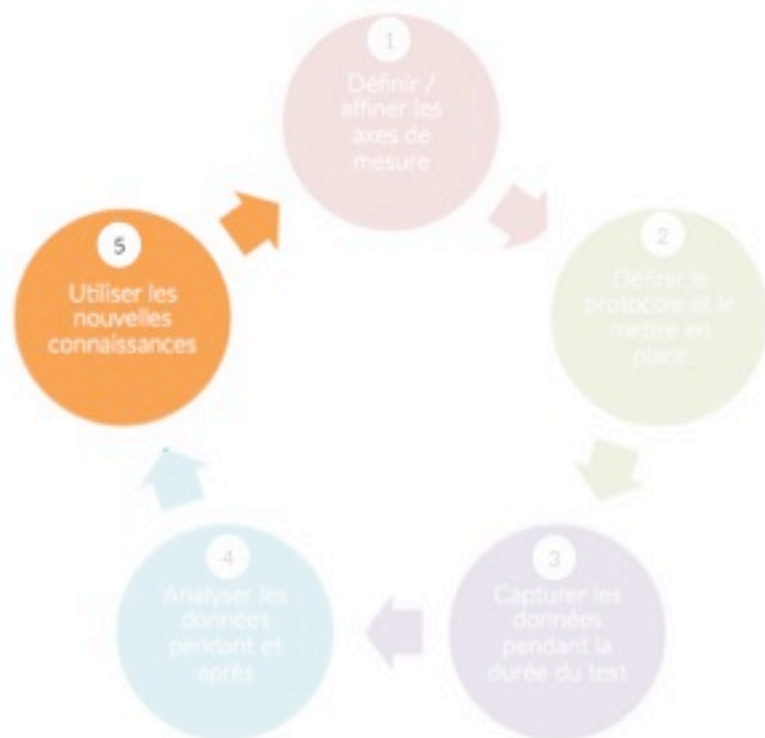 1
Définir /
affiner les
axes de
mesure
2
Définir le
protocole et le
mettre en
place
3
Capturer les
données
pendant la
durée du test
4
Analyser les
données
pendant et
après
5
Utiliser les
nouvelles
connaissances